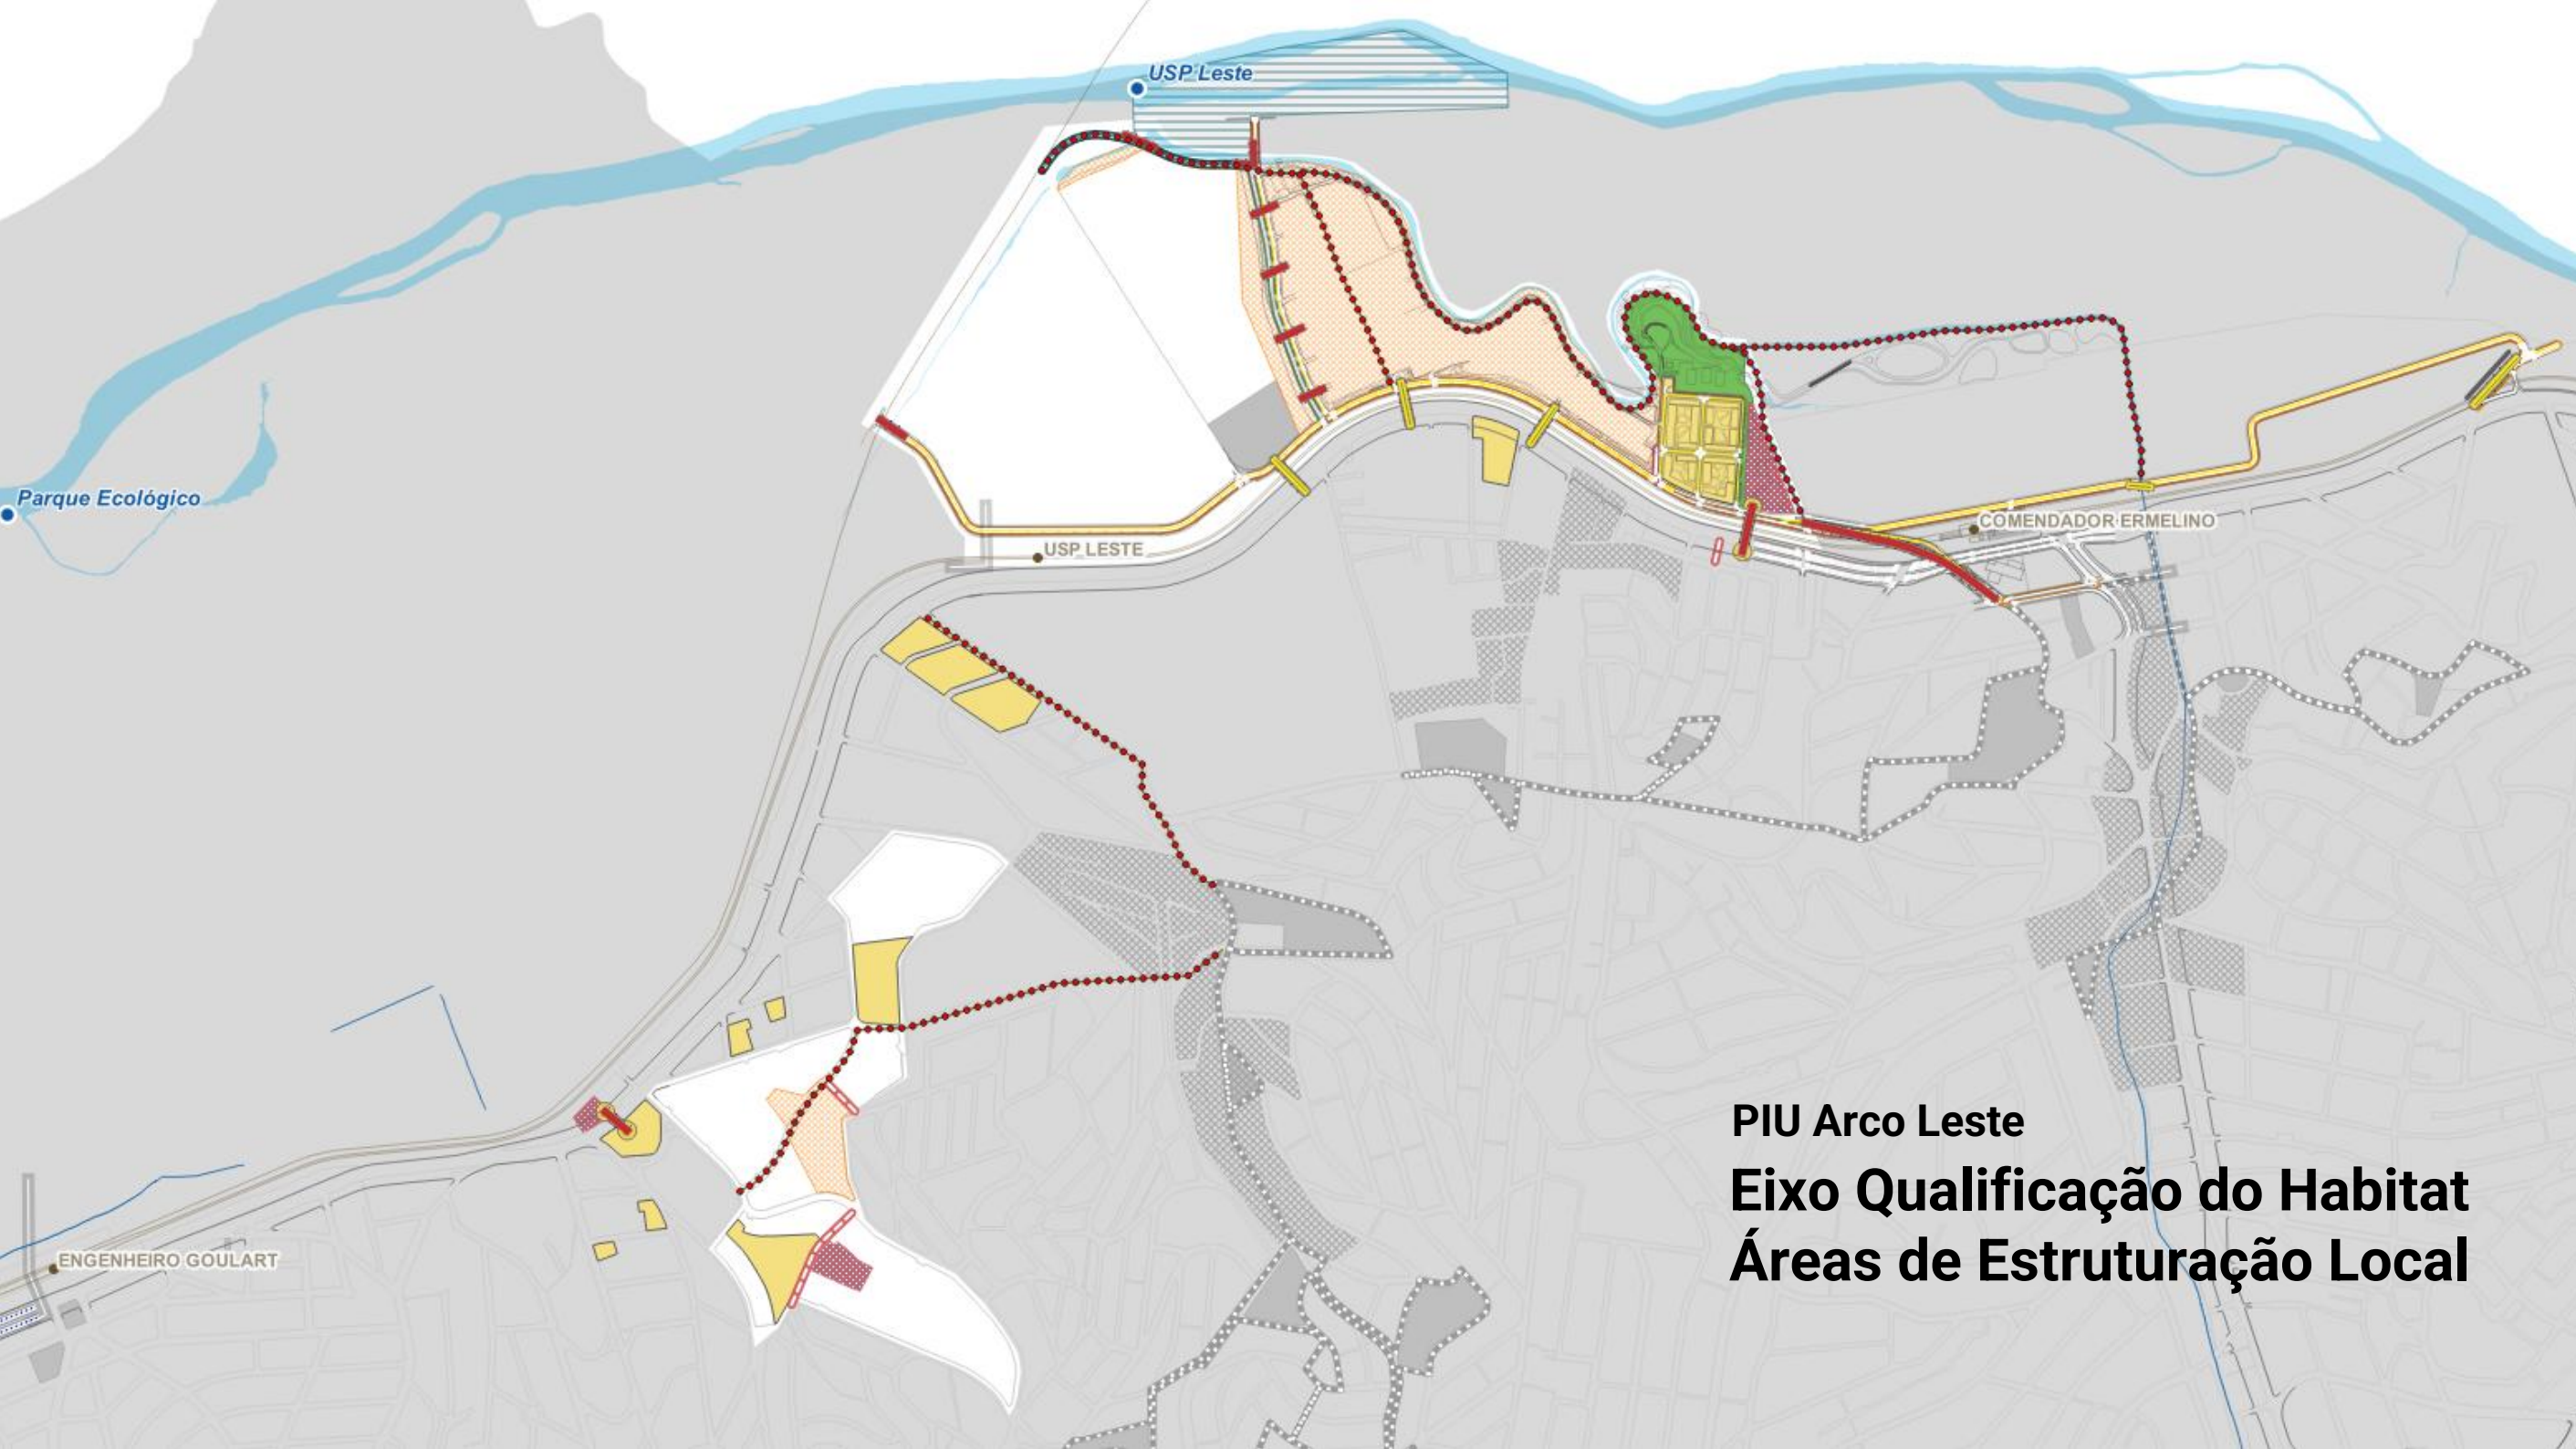 USP Leste
Parque Ecológico
COMENDADOR ERMELINO
USP LESTE
ENGENHEIRO GOULART
PIU Arco Leste
Eixo Qualificação do Habitat
Áreas de Estruturação Local